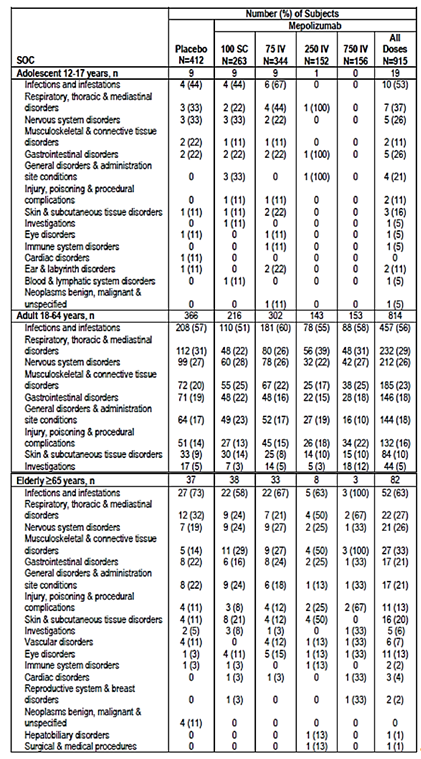 Number (%) of Subjects
Mepolizumab
SOC Placebo N=412 100 SC N=263 75 IV N=344 250 IV N=152 750 IV N=156 All Doses N=915
Adolescent 12-17 years, n 9 9 9 1 0 19
Infections and infestations 4 (44) 4 (44) 6 (67) 0 0 10 (53)
Respiratory, thoracic & mediastinal
disorders 3 (33) 2 (22) 4 (44) 1 (100) 0 7 (37)
Nervous system disorders 3 (33) 3 (33) 2 (22) 0 0 5 (26)
Musculoskeletal & connective tissue
disorders 2 (22) 1 (11) 1 (11) 0 0 2 (11)
Gastrointestinal disorders 2 (22) 2 (22) 2 (22) 1 (100) 0 5 (26)
General disorders & administration
site conditions 0 3 (33) 0 1 (100) 0 4 (21)
Injury, poisoning & procedural
complications 0 1 (11) 1 (11) 0 0 2 (11)
Skin & subcutaneous tissue disorders 1 (11) 1 (11) 2 (22) 0 0 3 (16)
Investigations 0 1 (11) 0 0 0 1 (5)
Eye disorders 1 (11) 0 1 (11) 0 0 1 (5)
Immune system disorders 0 0 1 (11) 0 0 1 (5)
Cardiac disorders 1 (11) 0 0 0 0 0
Ear & labyrinth disorders 1 (11) 0 2 (22) 0 0 2 (11)
Blood & lymphatic system disorders 0 1 (11) 0 0 0 1 (5)
Neoplasms benign, malignant &
unspecified 0 0 1 (11) 0 0 1 (5)
Adult 18-64 years, n 366 216 302 143 153 814
Infections and infestations 208 (57) 110 (51) 181 (60) 78 (55) 88 (58) 457 (56)
Respiratory, thoracic & mediastinal
disorders 112 (31) 48 (22) 80 (26) 56 (39) 48 (31) 232 (29)
Nervous system disorders 99 (27) 60 (28) 78 (26) 32 (22) 42 (27) 212 (26)
Musculoskeletal & connective tissue
disorders 72 (20) 55 (25) 67 (22) 25 (17) 38 (25) 185 (23)
Gastrointestinal disorders 71 (19) 48 (22) 48 (16) 22 (15) 28 (18) 146 (18)
General disorders & administration
site conditions 64 (17) 49 (23) 52 (17) 27 (19) 16 (10) 144 (18)
Injury, poisoning & procedural
complications 51 (14) 27 (13) 45 (15) 26 (18) 34 (22) 132 (16)
Skin & subcutaneous tissue disorders 33 (9) 30 (14) 25 (8) 14 (10) 15 (10) 84 (10)
Investigations 17 (5) 7 (3) 14 (5) 5 (3) 18 (12) 44 (5)
Elderly ≥65 years, n 37 38 33 8 3 82
Infections and infestations 27 (73) 22 (58) 22 (67) 5 (63) 3 (100) 52 (63)
Respiratory, thoracic & mediastinal
disorders 12 (32) 9 (24) 7 (21) 4 (50) 2 (67) 22 (27)
Nervous system disorders 7 (19) 9 (24) 9 (27) 2 (25) 1 (33) 21 (26)
Musculoskeletal & connective tissue
disorders 5 (14) 11 (29) 9 (27) 4 (50) 3 (100) 27 (33)
Gastrointestinal disorders 8 (22) 6 (16) 8 (24) 2 (25) 1 (33) 17 (21)
General disorders & administration
site conditions 8 (22) 9 (24) 6 (18) 1 (13) 1 (33) 17 (21)
Injury, poisoning & procedural
complications 4 (11) 3 (8) 4 (12) 2 (25) 2 (67) 11 (13)
Skin & subcutaneous tissue disorders 4 (11) 8 (21) 4 (12) 4 (50) 0 16 (20)
Investigations 2 (5) 3 (8) 1 (3) 0 1 (33) 5 (6)
Vascular disorders 4 (11) 0 4 (12) 1 (13) 1 (33) 6 (7)
Eye disorders 1 (3) 4 (11) 5 (15) 1 (13) 1 (33) 11 (13)
Immune system disorders 1 (3) 1 (3) 0 1 (13) 0 2 (2)
Cardiac disorders 0 1 (3) 1 (3) 0 1 (33) 3 (4)
Reproductive system & breast
disorders 0 1 (3) 0 0 1 (33) 2 (2)
Neoplasms benign, malignant &
unspecified 4 (11) 0 0 0 0 0
Hepatobiliary disorders 0 0 0 1 (13) 0 1 (1)
Surgical & medical procedures 0 0 0 1 (13) 0 1 (1)